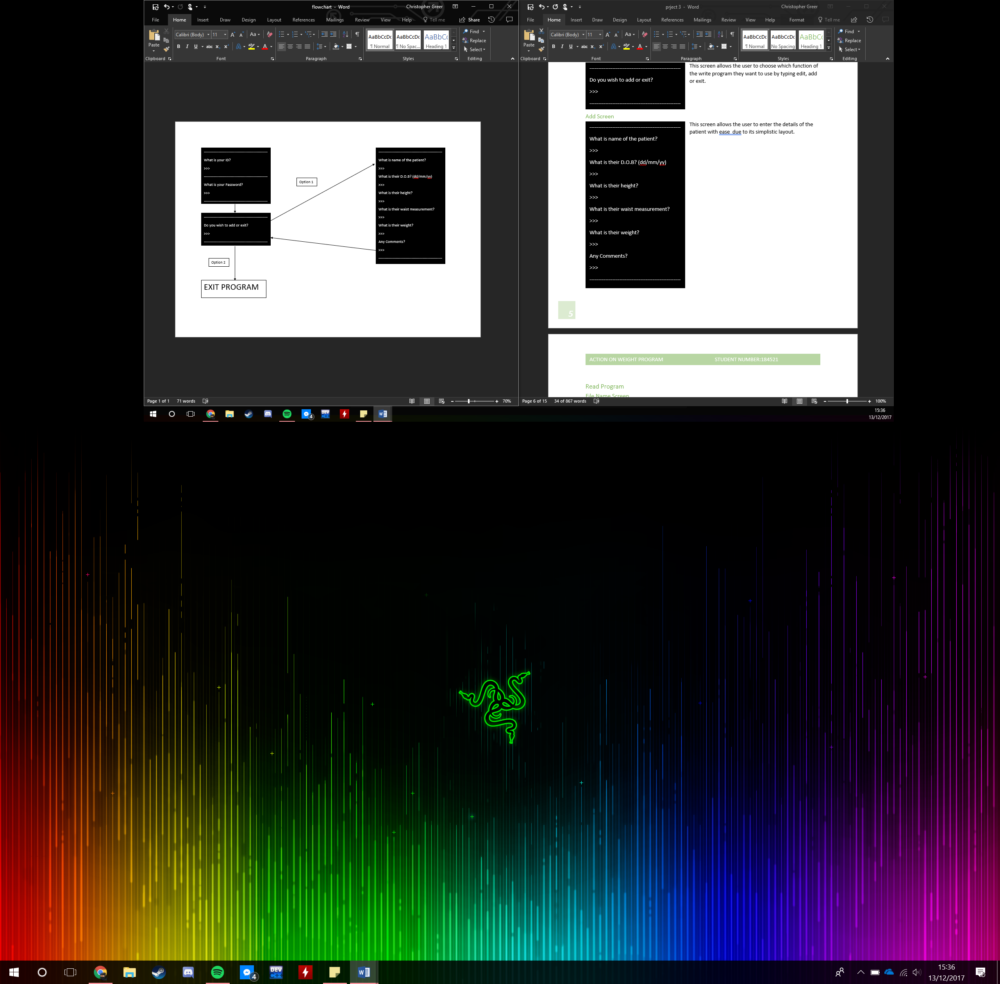 flowchart - Word
Christopher Greer
File Home Insert Draw Design Layout References Mailings Review View Help Tell me Share
Calibri (Body) 11
Paste
AaBbCcDc AaBbCcDc AaBbCc
¶ Normal ¶ No Spac... Heading 1
Find
Replace
Select
Clipboard Font Paragraph Styles Editing
What is your ID?
>>>
What is your Password?
>>>
Do you wish to add or exit?
>>>
Option 1
Option 2
EXIT PROGRAM
What is name of the patient?
>>>
What is their D.O.B? (dd/mm/yy)
>>>
What is their height?
>>>
What is their waist measurement?
>>>
What is their weight?
>>>
Any Comments?
>>>
Page 1 of 1 71 words 70%
prject 3 - Word
Christopher Greer
File Home Insert Draw Design Layout References Mailings Review View Help Format Tell me
Calibri (Body) 11
Paste
AaBbCcDc AaBbCcDc AaBbCc
¶ Normal No Spacing Heading 1
Find
Replace
Select
Clipboard Font Paragraph Styles Editing
Do you wish to add or exit?
>>>
This screen allows the user to choose which function of
the write program they want to use by typing edit, add
or exit.
Add Screen
What is name of the patient?
>>>
What is their D.O.B? (dd/mm/yy)
>>>
What is their height?
>>>
What is their waist measurement?
>>>
What is their weight?
>>>
Any Comments?
>>>
This screen allows the user to enter the details of the
patient with ease due to its simplistic layout.
5
ACTION ON WEIGHT PROGRAM STUDENT NUMBER:184521
Read Program
File Name Screen
Page 6 of 15 34 of 867 words 100%
4
DEV C++
15:36
13/12/2017
4
DEV C++
15:36
13/12/2017